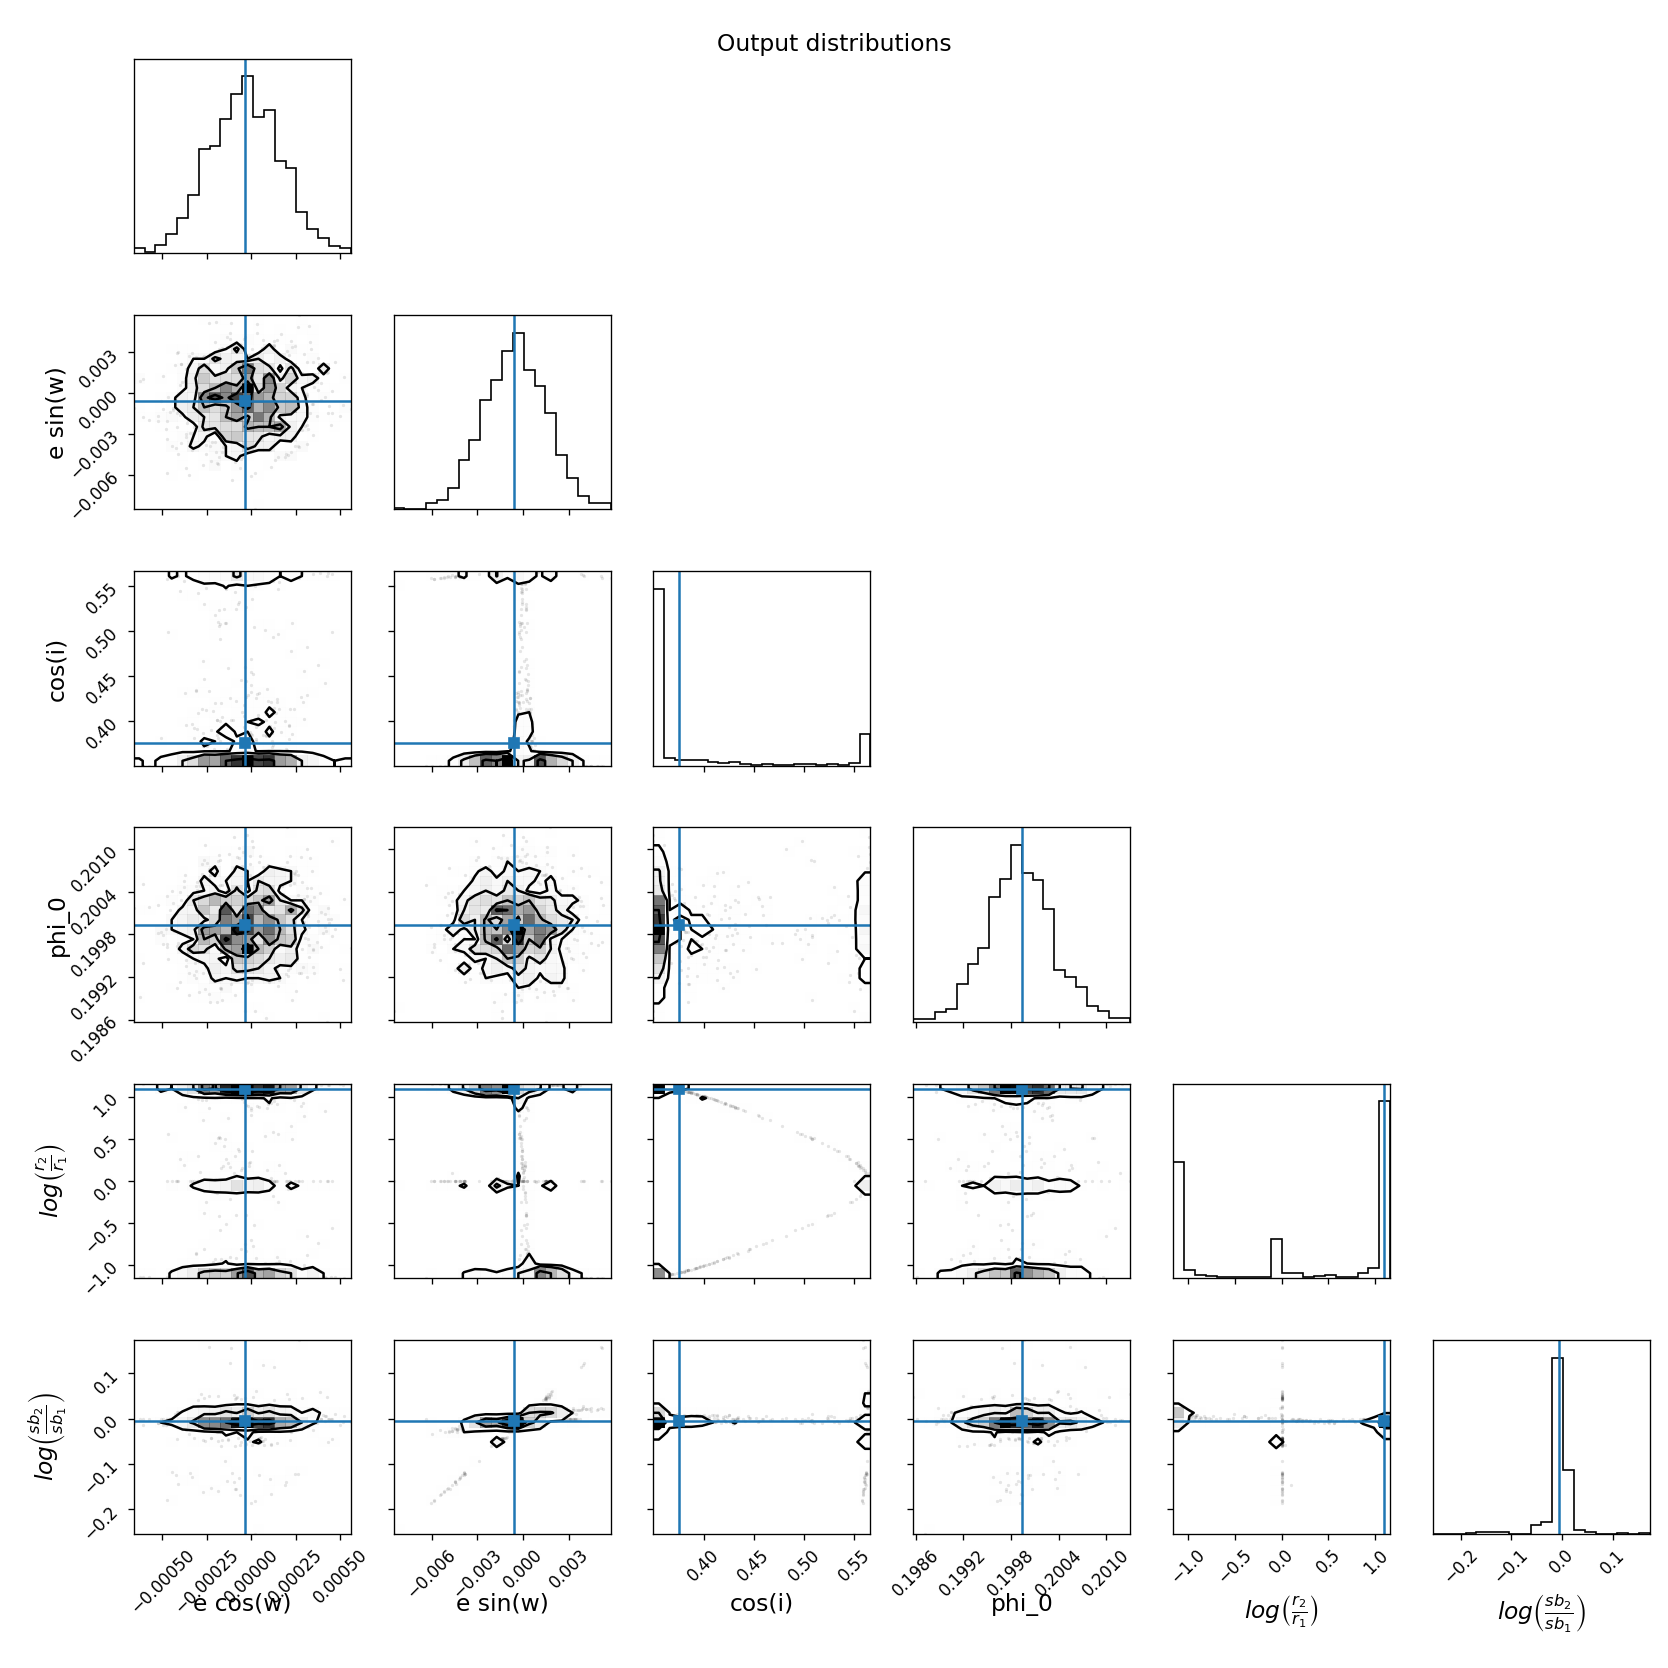 Output distributions
e sin(w)
0.003
0.000
−0.003
−0.006
cos(i)
0.55
0.50
0.45
0.40
phi_0
0.2010
0.2004
0.1998
0.1992
0.1986
log(r2/r1)
1.0
0.5
0.0
−0.5
−1.0
log(sb2/sb1)
0.1
0.0
−0.1
−0.2
−0.00050 −0.00025 0.00000 0.00025 0.00050
−0.006 −0.003 0.000 0.003
0.40 0.45 0.50 0.55
0.1986 0.1992 0.1998 0.2004 0.2010
−1.0 −0.5 0.0 0.5 1.0
−0.2 −0.1 0.0 0.1
e cos(w) e sin(w) cos(i) phi_0 log(r2/r1) log(sb2/sb1)